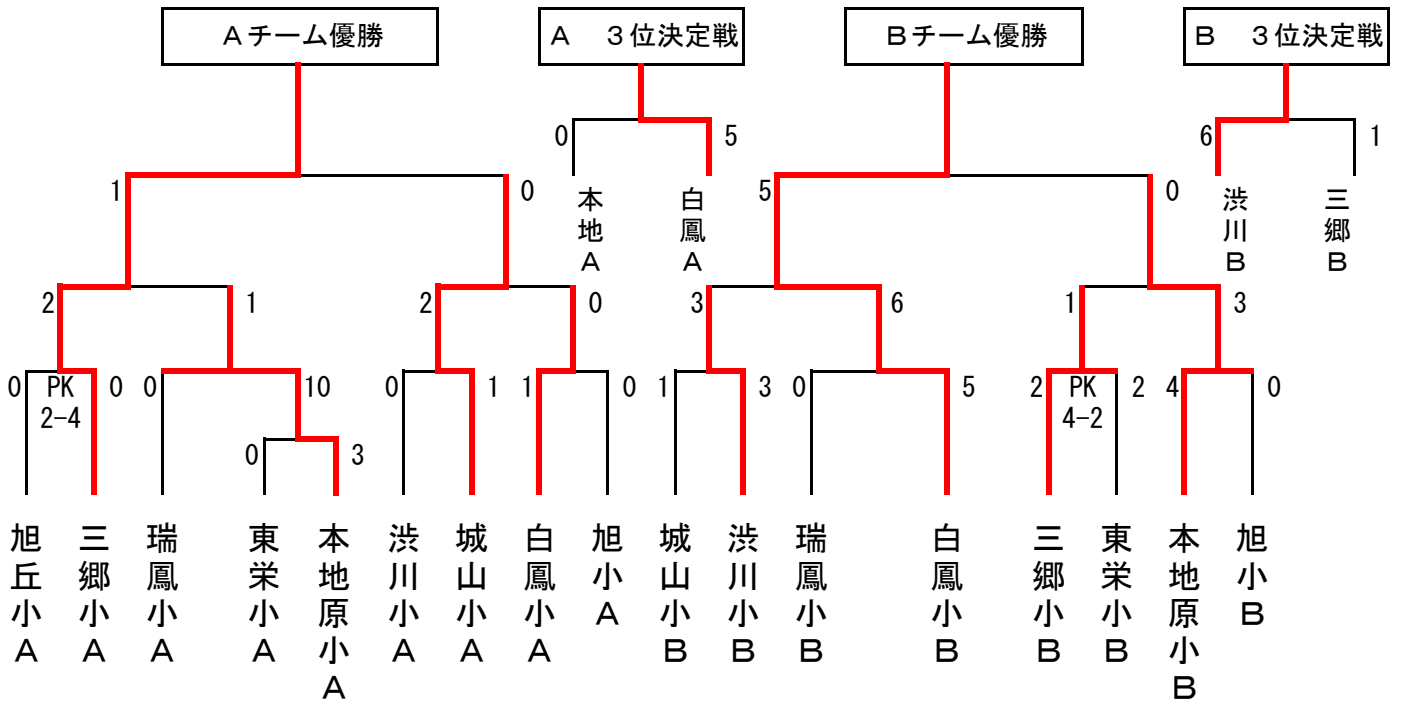 Aチーム優勝
A 3位決定戦
Bチーム優勝
B 3位決定戦
0
5
6
1
1
0
5
0
本地A
白鳳A
渋川B
三郷B
2
1
2
0
3
6
1
3
0
PK
2-4
0
0
10
0
1
1
0
1
3
0
5
2
PK
4-2
2
4
0
0
3
旭丘小A
三郷小A
瑞鳳小A
東栄小A
本地原小A
渋川小A
城山小A
白鳳小A
旭小A
城山小B
渋川小B
瑞鳳小B
白鳳小B
三郷小B
東栄小B
本地原小B
旭小B